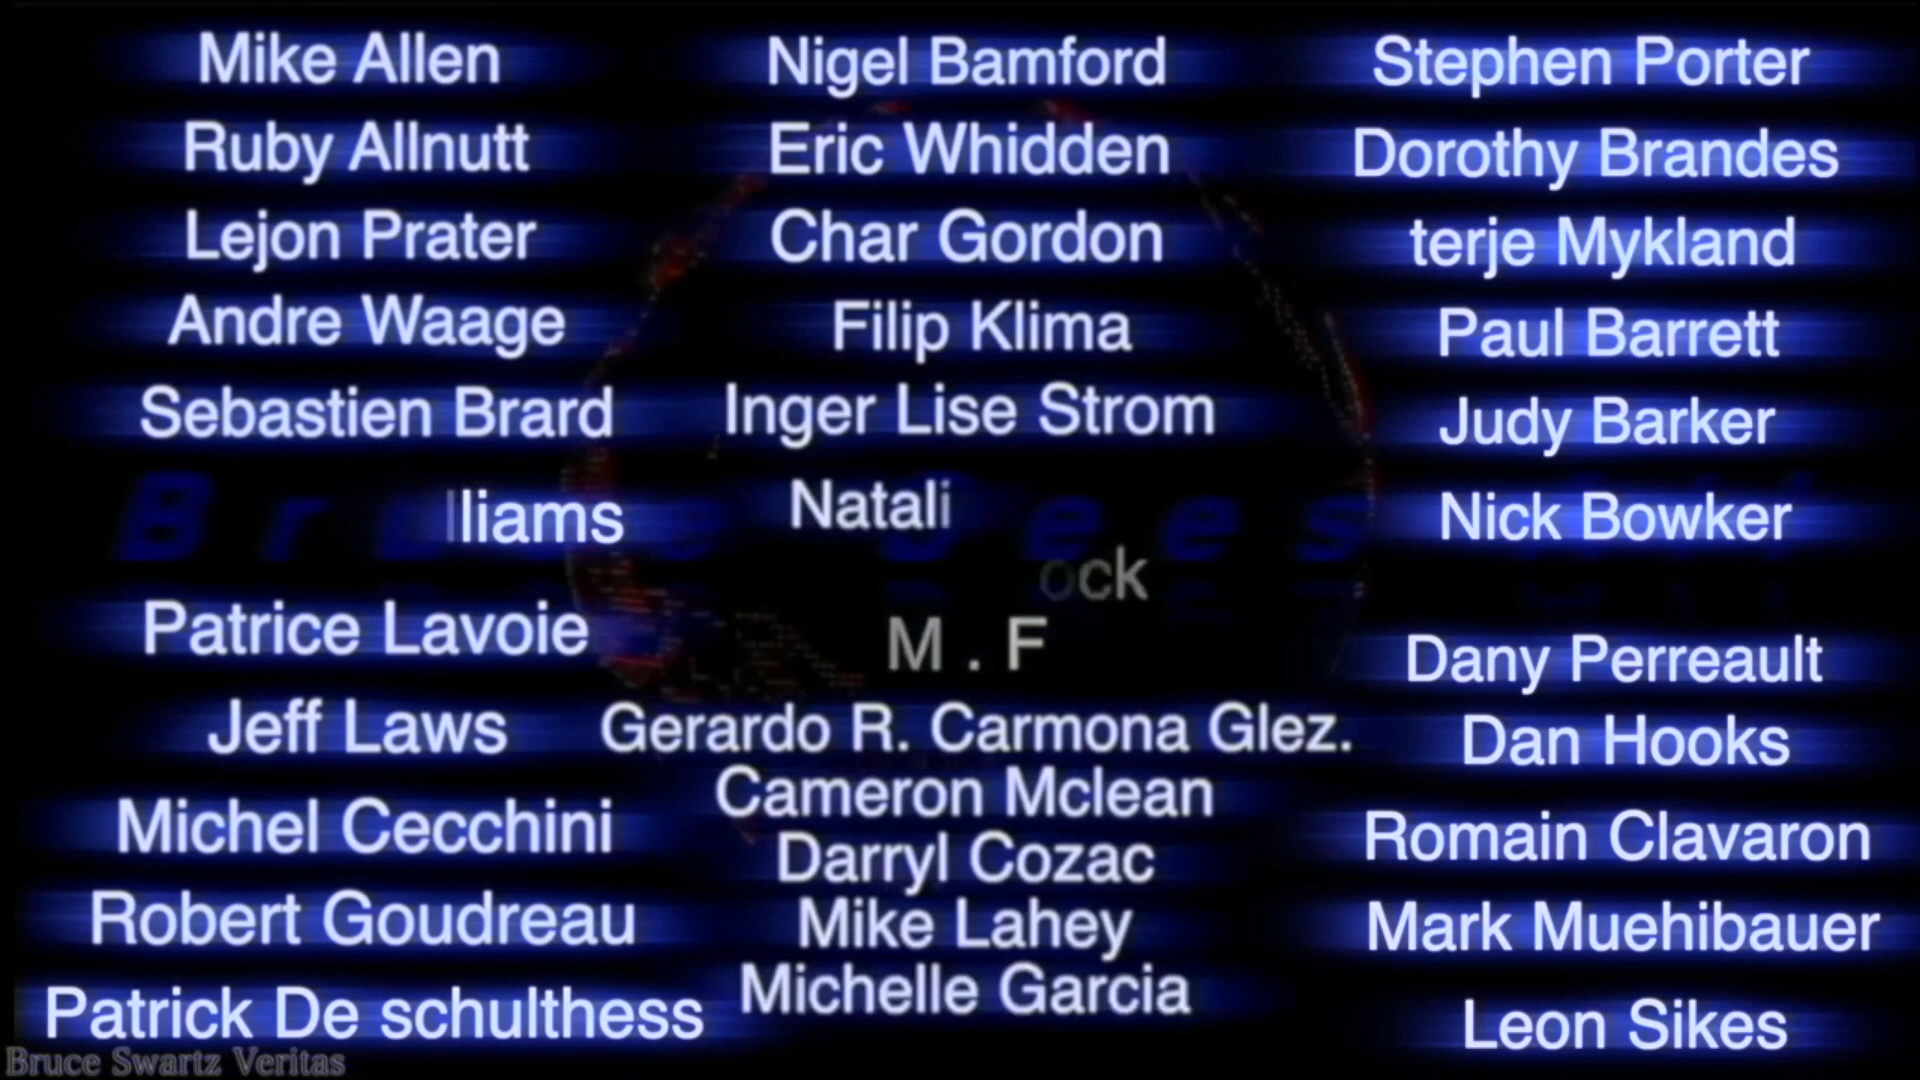 Mike Allen
Ruby Allnutt
Lejon Prater
Andre Waage
Sebastien Brard
lliams
Patrice Lavoie
Jeff Laws
Michel Cecchini
Robert Goudreau
Patrick De schulthess
Nigel Bamford
Eric Whidden
Char Gordon
Filip Klima
Inger Lise Strom
Natali
ock
M . F
Gerardo R. Carmona Glez.
Cameron Mclean
Darryl Cozac
Mike Lahey
Michelle Garcia
Stephen Porter
Dorothy Brandes
terje Mykland
Paul Barrett
Judy Barker
Nick Bowker
Dany Perreault
Dan Hooks
Romain Clavaron
Mark Muehibauer
Leon Sikes
Bruce Swartz Veritas